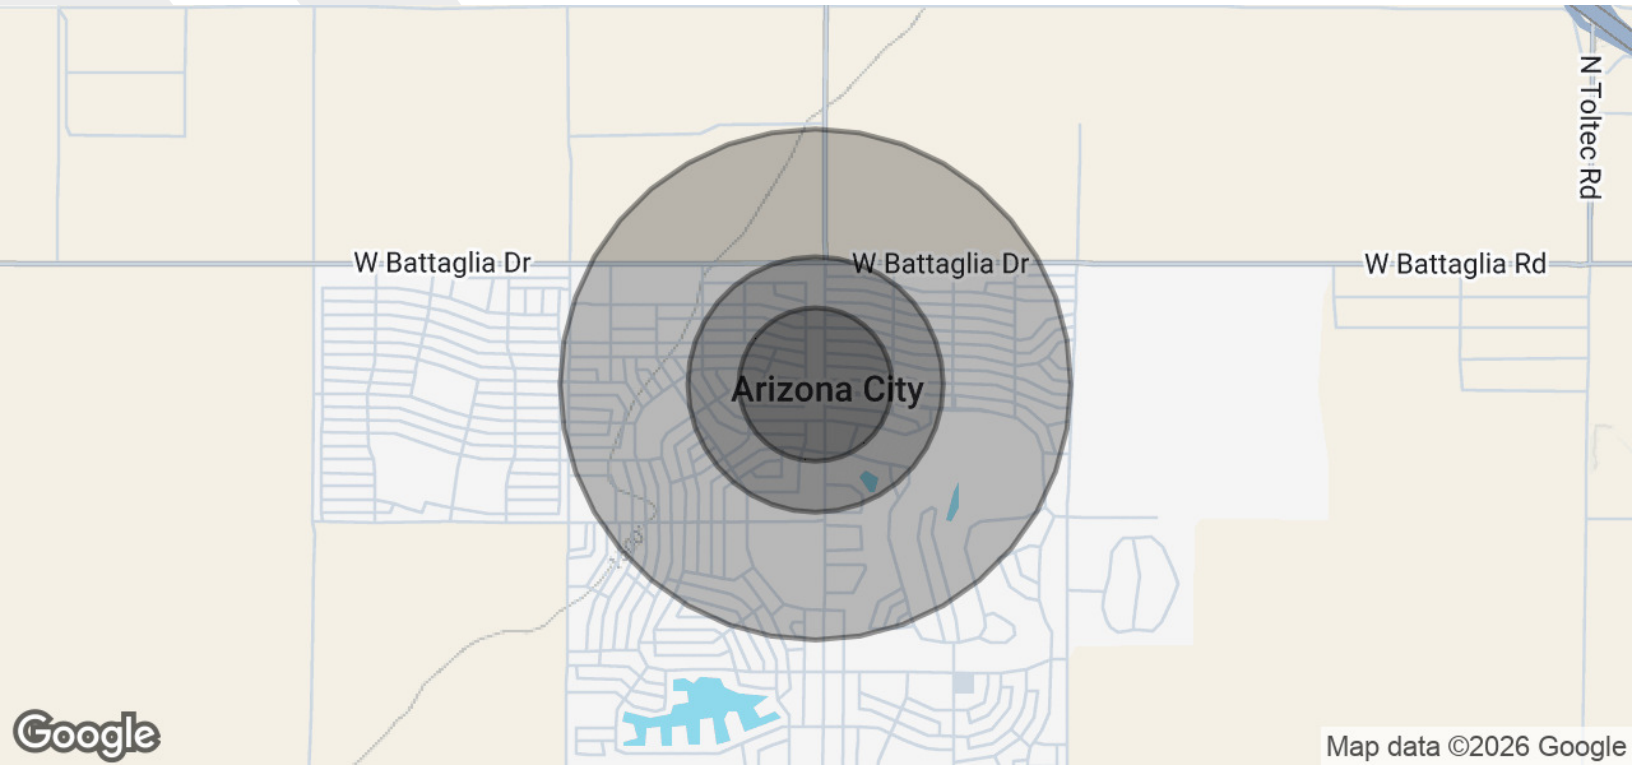 N Toltec Rd
W Battaglia Dr
W Battaglia Dr
W Battaglia Rd
Arizona City
Google
Map data ©2026 Google